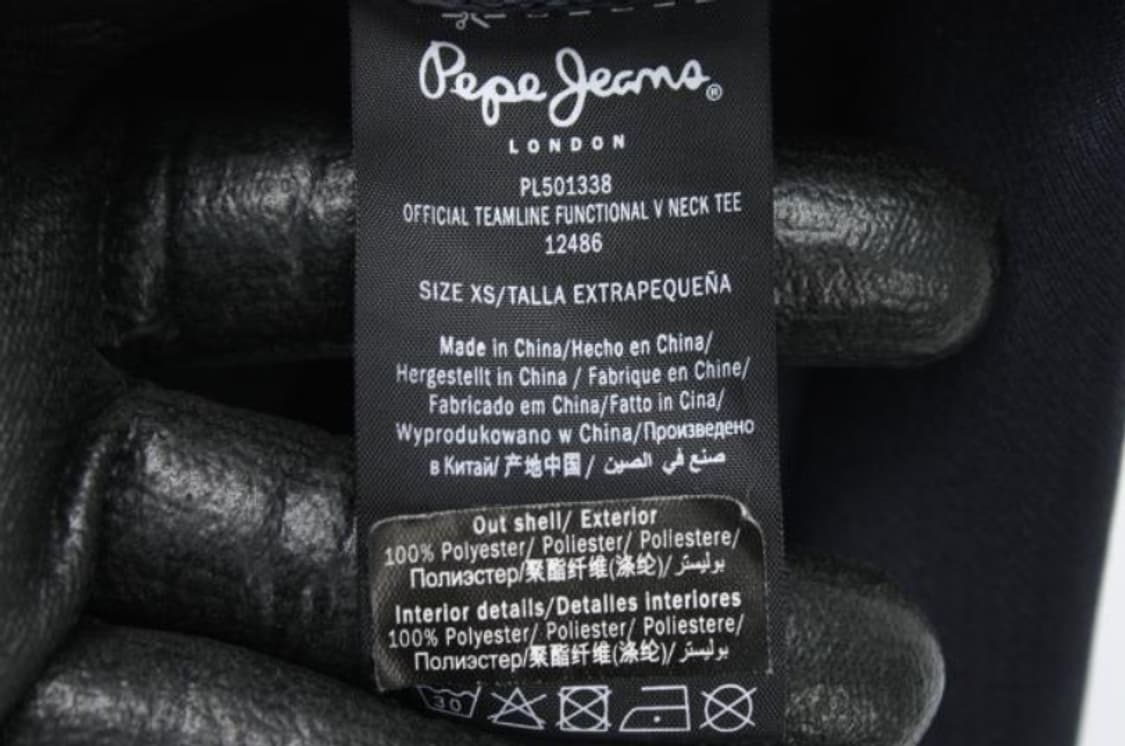 Pepe Jeans®
LONDON
PL501338
OFFICIAL TEAMLINE FUNCTIONAL V NECK TEE
12486
SIZE XS/TALLA EXTRAPEQUEÑA
Made in China/Hecho en China/
Hergestellt in China / Fabrique en Chine/
Fabricado em China/Fatto in Cina/
Wyprodukowano w China/Произведено
в Китай/ 产地中国 / صنع في الصين
Out shell/ Exterior
100% Polyester/ Poliester/ Poliestere/
Полиэстер/聚酯纤维(涤纶)/بوليستر
Interior details/Detalles interiores
100% Polyester/ Poliester/ Poliestere/
Полиэстер/聚酯纤维(涤纶)/بوليستر
30